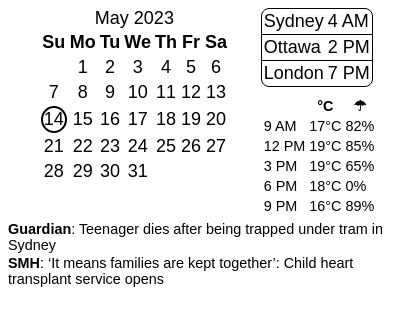 May 2023
Su Mo Tu We Th Fr Sa
1 2 3 4 5 6
7 8 9 10 11 12 13
14 15 16 17 18 19 20
21 22 23 24 25 26 27
28 29 30 31
Sydney 4 AM
Ottawa 2 PM
London 7 PM
°C ☂
9 AM 17°C 82%
12 PM 19°C 85%
3 PM 19°C 65%
6 PM 18°C 0%
9 PM 16°C 89%
Guardian: Teenager dies after being trapped under tram in
Sydney
SMH: ‘It means families are kept together’: Child heart
transplant service opens